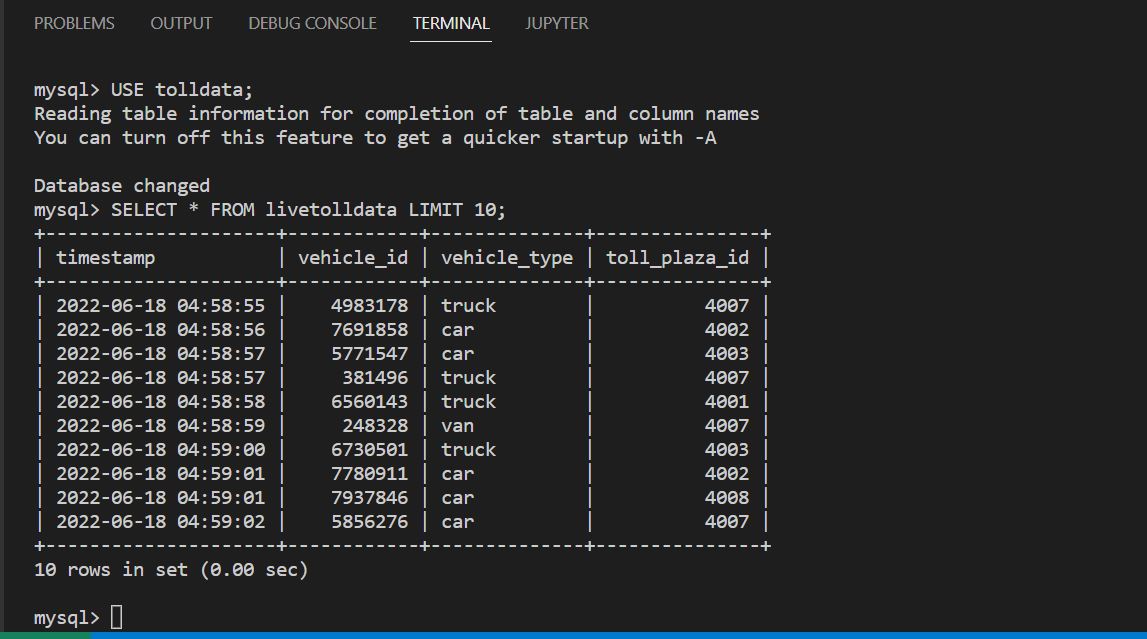 PROBLEMS OUTPUT DEBUG CONSOLE TERMINAL JUPYTER
mysql> USE tolldata;
Reading table information for completion of table and column names
You can turn off this feature to get a quicker startup with -A
Database changed
mysql> SELECT * FROM livetolldata LIMIT 10;
+---------------------+------------+--------------+---------------+
| timestamp           | vehicle_id | vehicle_type | toll_plaza_id |
+---------------------+------------+--------------+---------------+
| 2022-06-18 04:58:55 |    4983178 | truck        |          4007 |
| 2022-06-18 04:58:56 |    7691858 | car          |          4002 |
| 2022-06-18 04:58:57 |    5771547 | car          |          4003 |
| 2022-06-18 04:58:57 |     381496 | truck        |          4007 |
| 2022-06-18 04:58:58 |    6560143 | truck        |          4001 |
| 2022-06-18 04:58:59 |     248328 | van          |          4007 |
| 2022-06-18 04:59:00 |    6730501 | truck        |          4003 |
| 2022-06-18 04:59:01 |    7780911 | car          |          4002 |
| 2022-06-18 04:59:01 |    7937846 | car          |          4008 |
| 2022-06-18 04:59:02 |    5856276 | car          |          4007 |
+---------------------+------------+--------------+---------------+
10 rows in set (0.00 sec)
mysql>